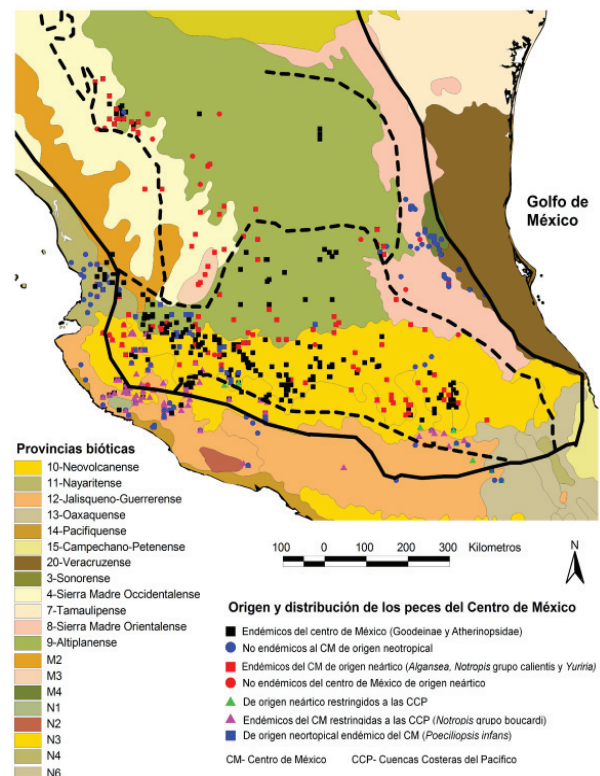 Golfo de
México
Provincias bióticas
10-Neovolcanense
11-Nayaritense
12-Jalisqueno-Guerrerense
13-Oaxaquense
14-Pacifiquense
15-Campechano-Petenense
20-Veracruzense
3-Sonorense
4-Sierra Madre Occidentalense
7-Tamaulipense
8-Sierra Madre Orientalense
9-Altiplanense
M2
M3
M4
N1
N2
N3
N4
N6
100 0 100 200 300 Kilometros
N
Origen y distribución de los peces del Centro de México
Endémicos del centro de México (Goodeinae y Atherinopsidae)
No endémicos al CM de origen neotropical
Endémicos del CM de origen neártico (Algansea, Notropis grupo calientis y Yuriria)
No endémicos del centro de México de origen neártico
De origen neártico restringidos a las CCP
Endémicos del CM restringidas a las CCP (Notropis grupo boucardi)
De origen neortopical endémico del CM (Poeciliopsis infans)
CM- Centro de México CCP- Cuencas Costeras del Pacífico